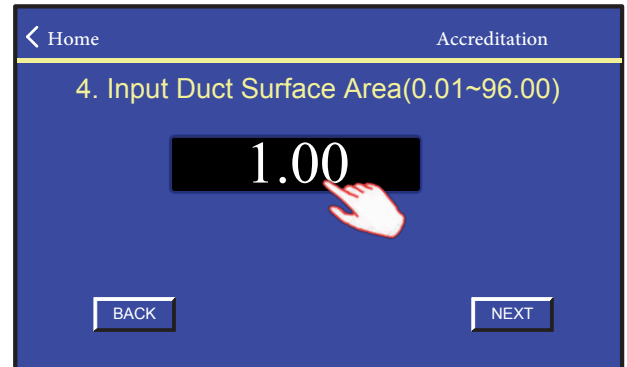 Home Accreditation
4. Input Duct Surface Area(0.01~96.00)
1.00
BACK NEXT